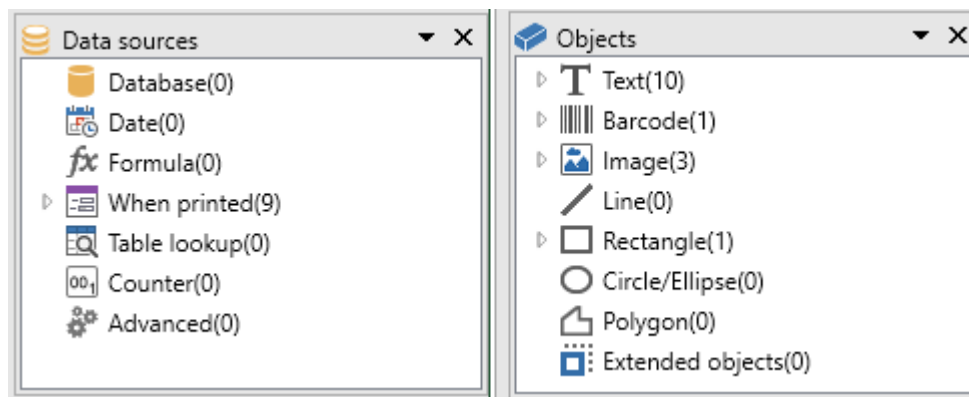 Data sources
Database(0)
Date(0)
Formula(0)
When printed(9)
Table lookup(0)
Counter(0)
Advanced(0)
Objects
Text(10)
Barcode(1)
Image(3)
Line(0)
Rectangle(1)
Circle/Ellipse(0)
Polygon(0)
Extended objects(0)